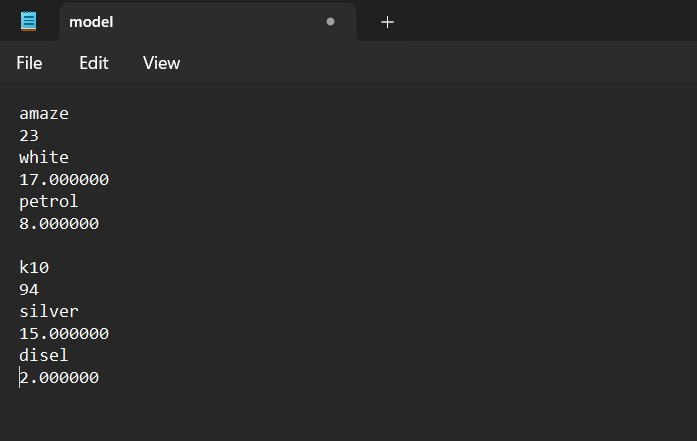 model
File Edit View
amaze
23
white
17.000000
petrol
8.000000
k10
94
silver
15.000000
disel
2.000000